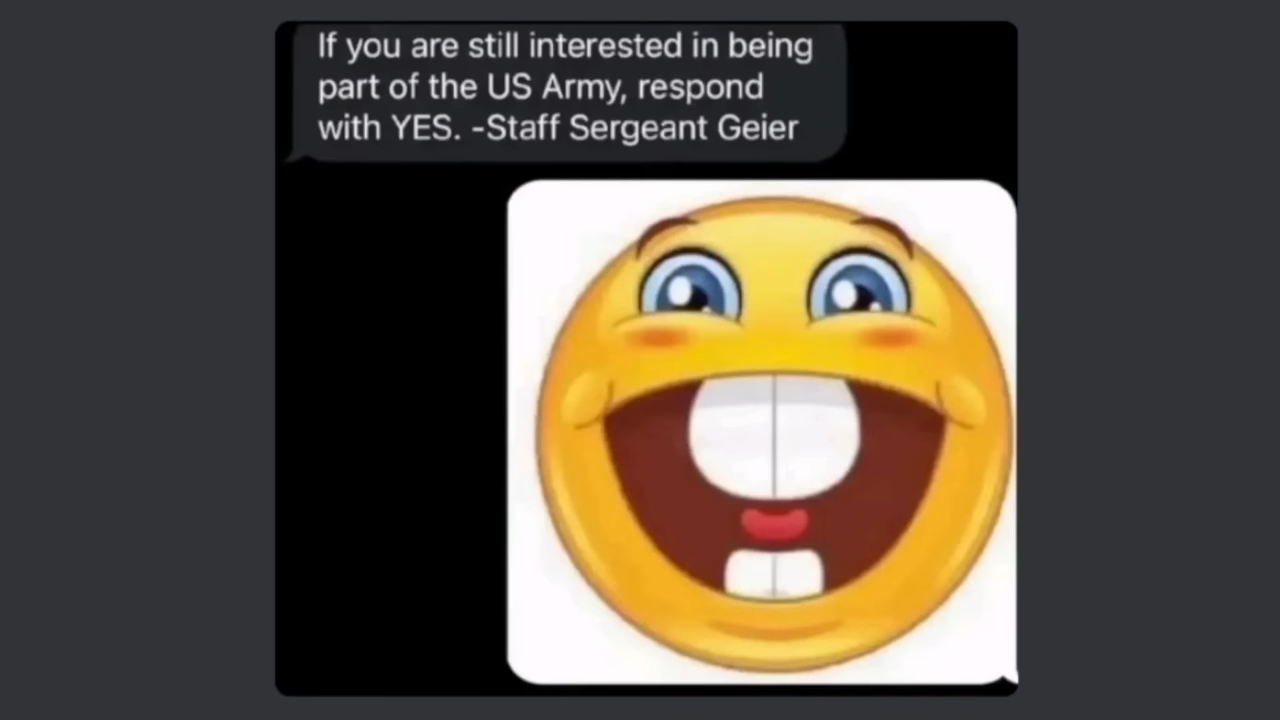 If you are still interested in being
part of the US Army, respond
with YES. -Staff Sergeant Geier